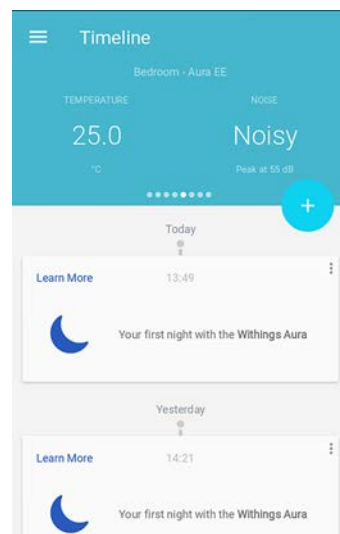 Timeline
Bedroom - Aura EE
TEMPERATURE NOISE
25.0 Noisy
°C Peak at 55 dB
+
Today
Learn More 13:49
Your first night with the Withings Aura
Yesterday
Learn More 14:21
Your first night with the Withings Aura